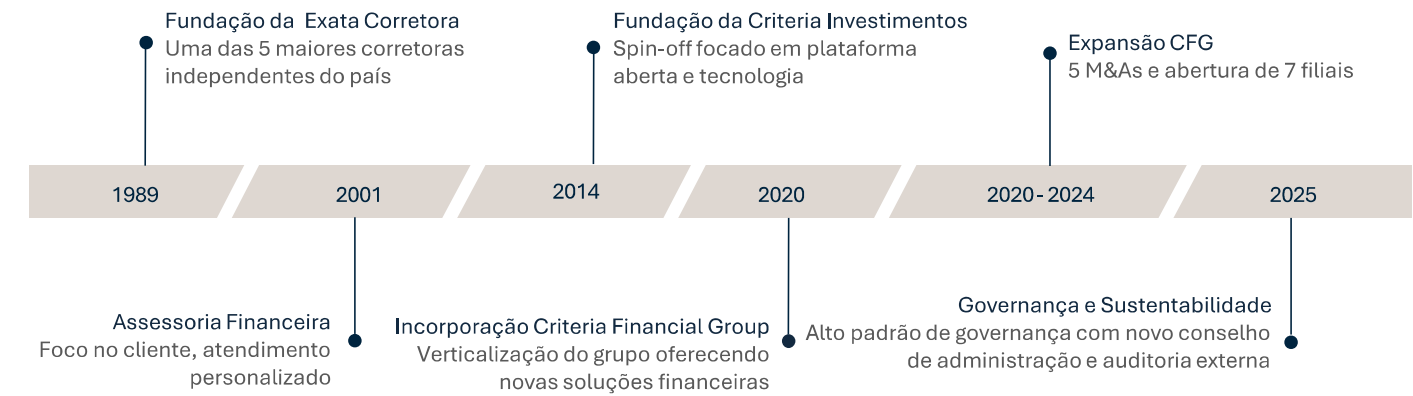 Fundação da Exata Corretora
Uma das 5 maiores corretoras
independentes do país
Fundação da Criteria Investimentos
Spin-off focado em plataforma
aberta e tecnologia
Expansão CFG
5 M&As e abertura de 7 filiais
1989
2001
2014
2020
2020-2024
2025
Assessoria Financeira
Foco no cliente, atendimento
personalizado
Incorporação Criteria Financial Group
Verticalização do grupo oferecendo
novas soluções financeiras
Governança e Sustentabilidade
Alto padrão de governança com novo conselho
de administração e auditoria externa